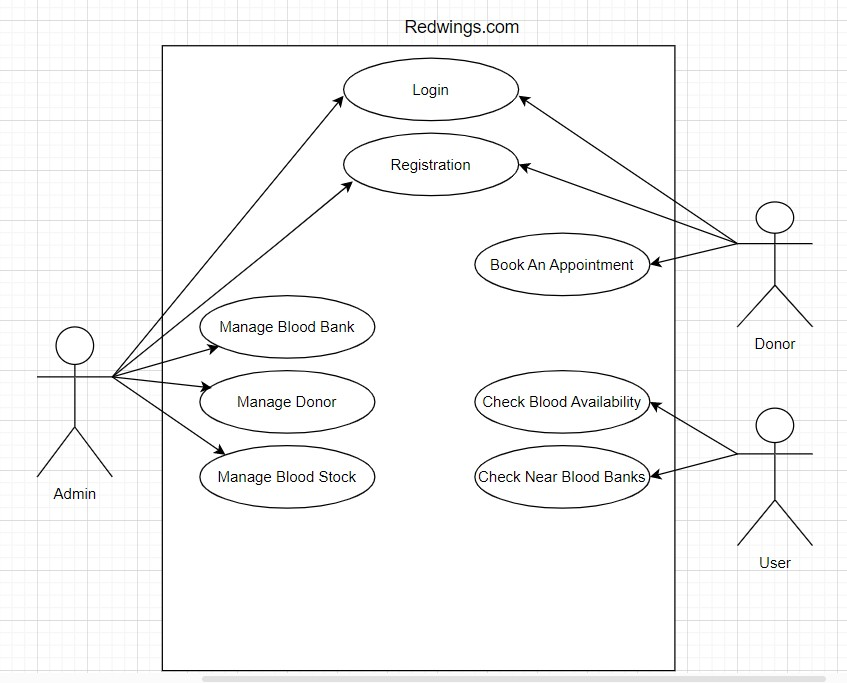 Redwings.com
Login
Registration
Book An Appointment
Donor
Manage Blood Bank
Manage Donor
Check Blood Availability
Manage Blood Stock
Check Near Blood Banks
Admin
User